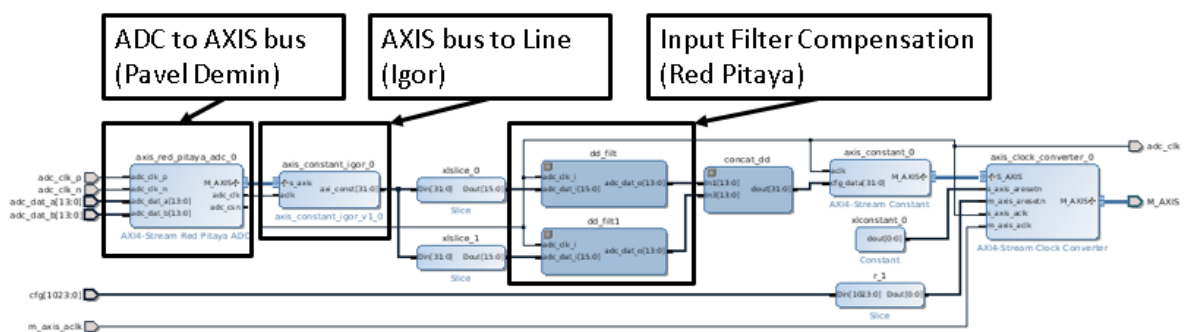 ADC to AXIS bus
(Pavel Demin)
AXIS bus to Line
(Igor)
Input Filter Compensation
(Red Pitaya)
adc_clk_p
adc_clk_n
adc_dat_a[13:0]
adc_dat_b[13:0]
cfg[1023:0]
m_axis_aclk
axis_red_pitaya_adc_0
adc_clk_p
adc_clk_n
adc_dat_a[13:0]
adc_dat_b[13:0]
M_AXIS
adc_clk
adc_csn
AXI4-Stream Red Pitaya ADC
axis_constant_igor_0
s_axis
aclk
axi_const[31:0]
axis_constant_igor_v1_0
xlslice_0
Din[31:0] Dout[15:0]
Slice
xlslice_1
Din[31:0] Dout[15:0]
Slice
dd_filt
adc_clk_i
adc_dat_i[15:0]
adc_dat_o[13:0]
dd_filt1
adc_clk_i
adc_dat_i[15:0]
adc_dat_o[13:0]
concat_dd
In1[13:0]
In3[13:0]
dout[31:0]
axis_constant_0
aclk
cfg_data[31:0]
M_AXIS
AXI4-Stream Constant
xlconstant_0
dout[0:0]
Constant
r_1
Din[1023:0] Dout[0:0]
Slice
axis_clock_converter_0
S_AXIS
s_axis_aresetn
m_axis_aresetn
s_axis_aclk
m_axis_aclk
M_AXIS
AXI4-Stream Clock Converter
adc_clk
M_AXIS